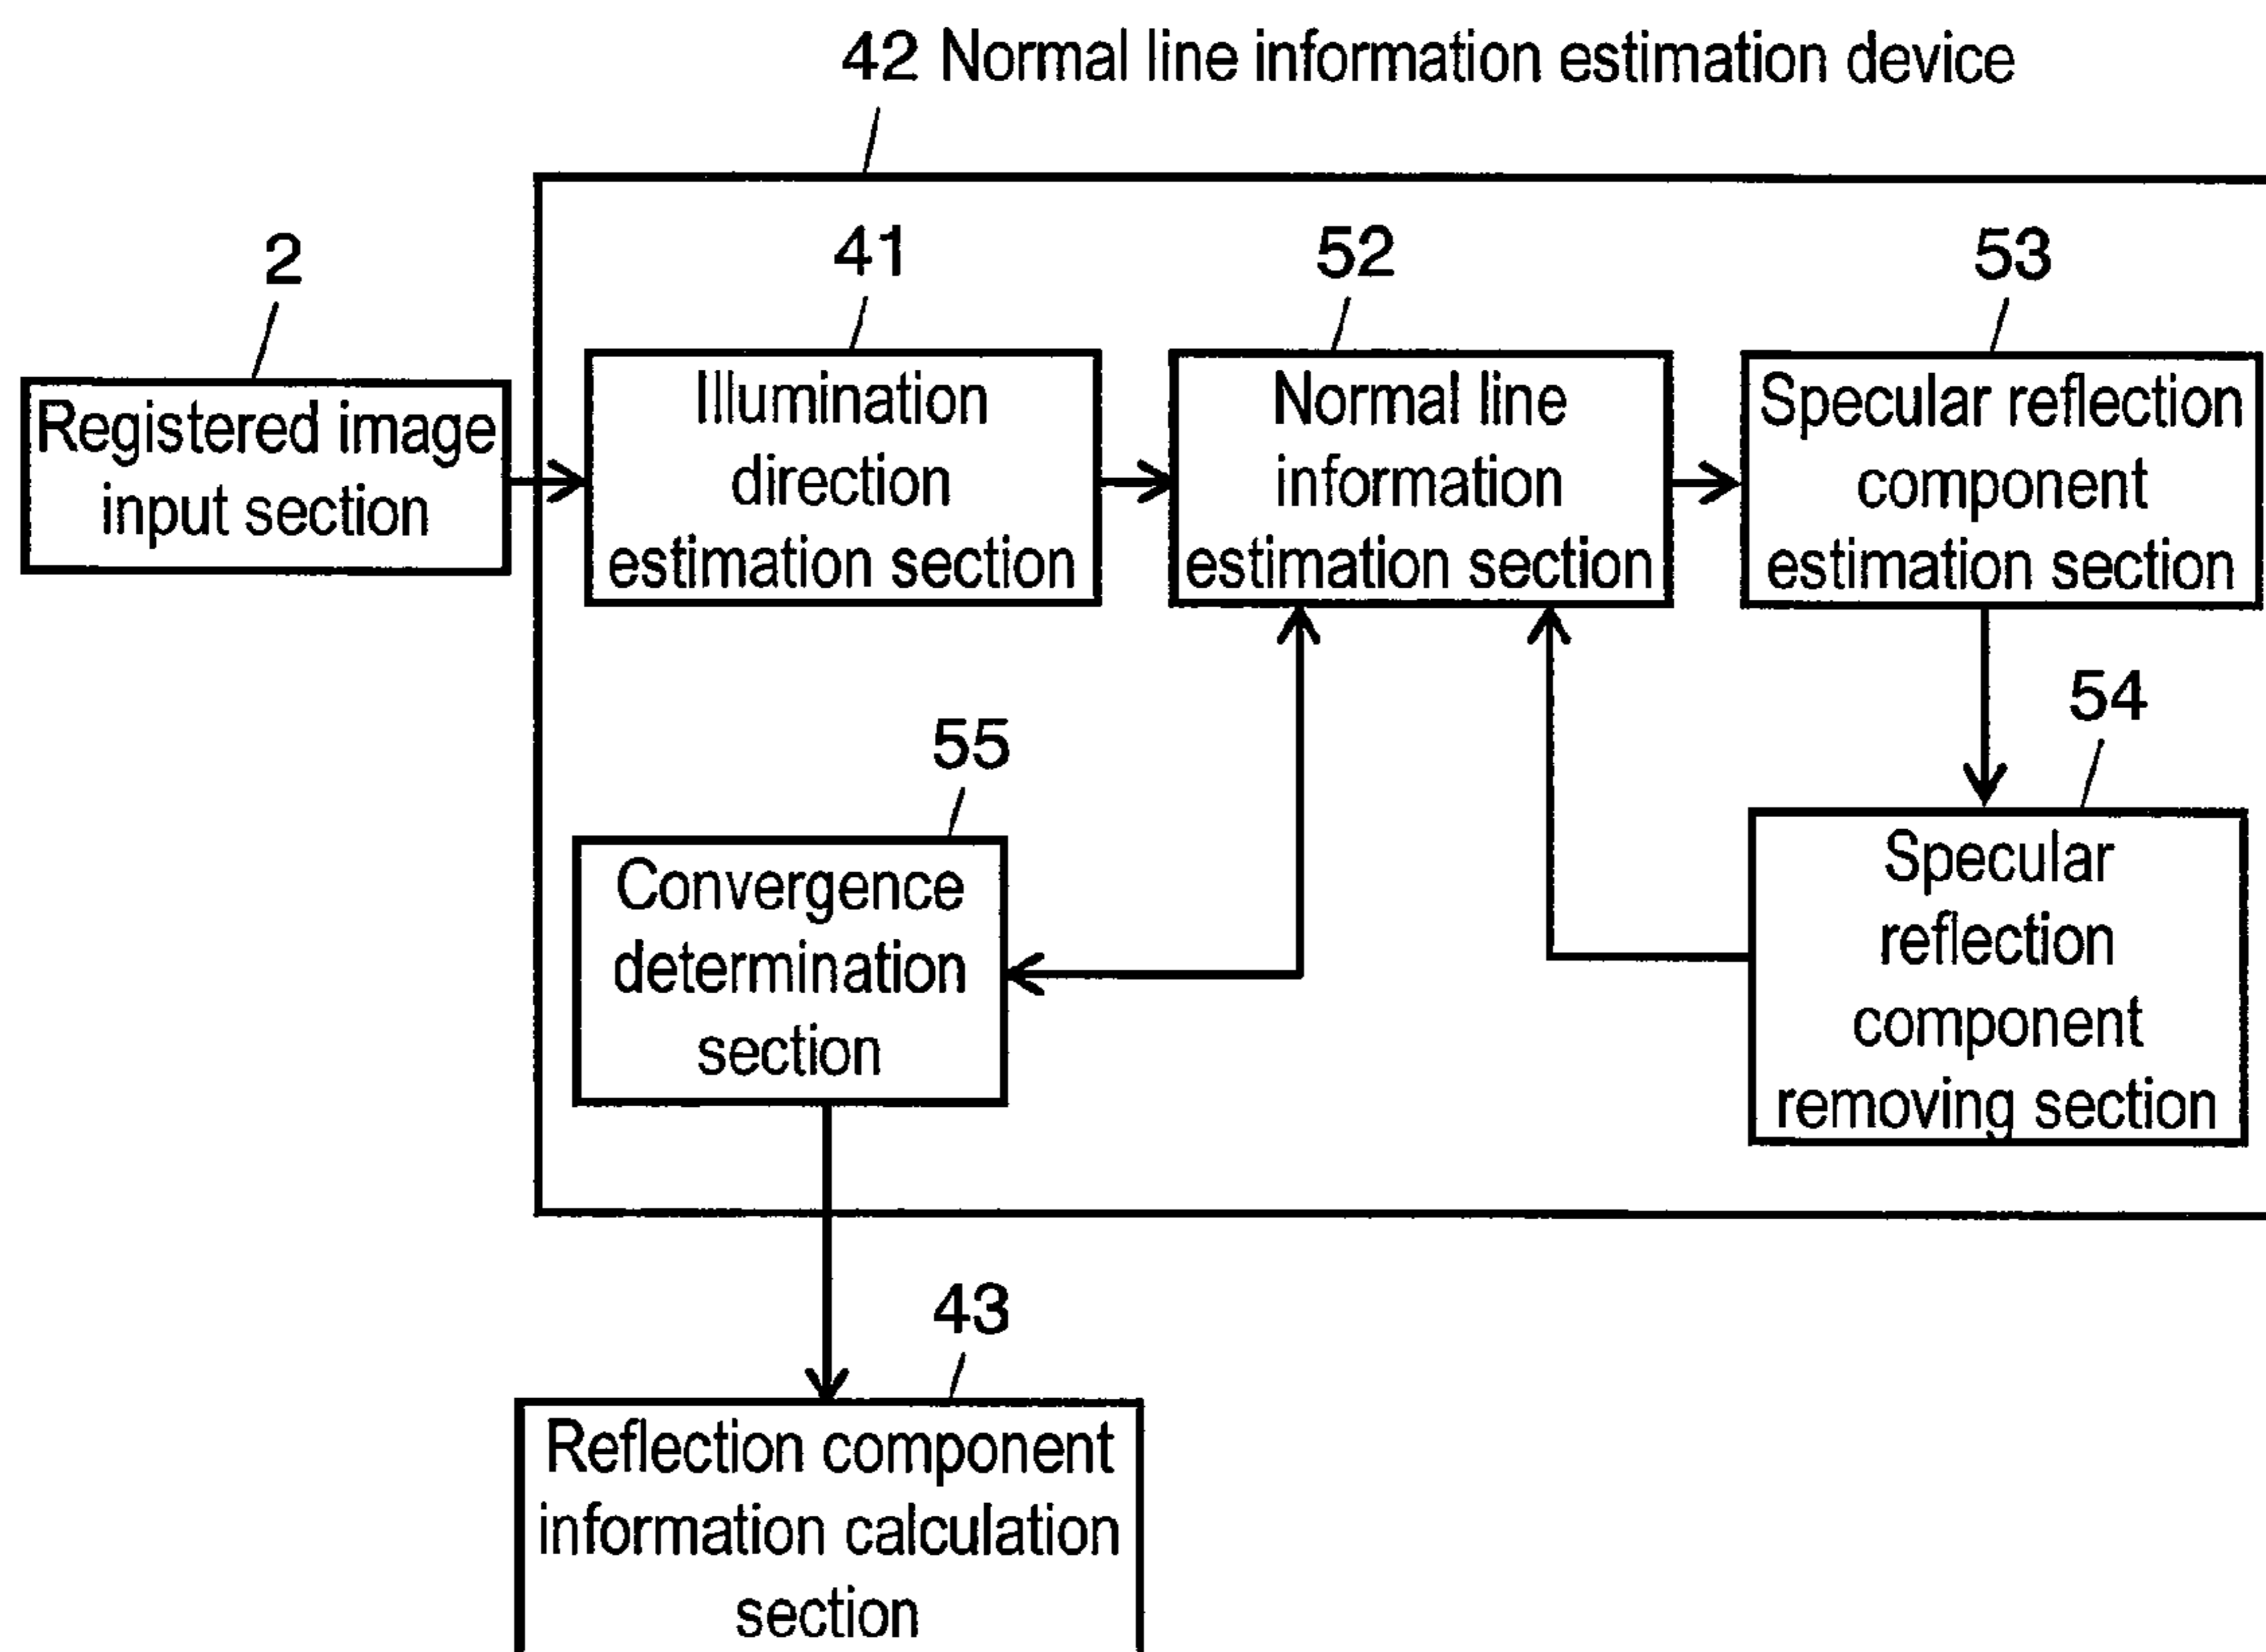 42 Normal line information estimation device
2
41
52
53
Registered image
input section
Illumination
direction
estimation section
Normal line
information
estimation section
Specular reflection
component
estimation section
55
54
Convergence
determination
section
Specular
reflection
component
removing section
43
Reflection component
information calculation
section